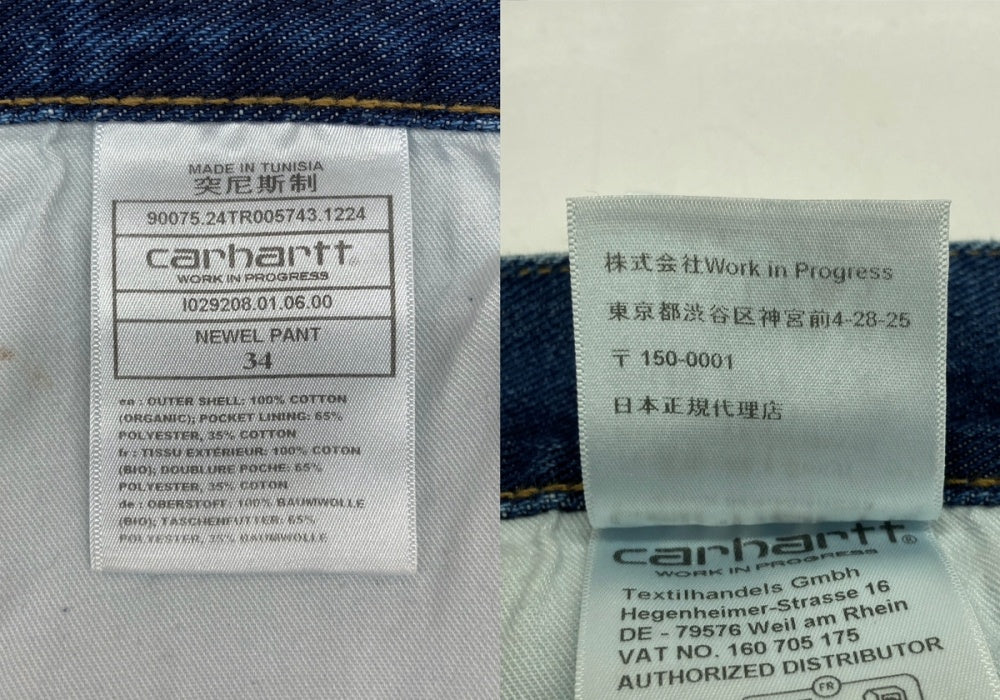 MADE IN TUNISIA
突尼斯制
90075.24TR005743.1224
carhartt®
WORK IN PROGRESS
I029208.01.06.00
NEWEL PANT
34
en : OUTER SHELL: 100% COTTON
(ORGANIC); POCKET LINING: 65%
POLYESTER, 35% COTTON
fr : TISSU EXTÉRIEUR: 100% COTON
(BIO); DOUBLURE POCHE: 65%
POLYESTER, 35% COTON
de : OBERSTOFF: 100% BAUMWOLLE
(BIO); TASCHENFUTTER: 65%
POLYESTER, 35% BAUMWOLLE
株式会社Work in Progress
東京都渋谷区神宮前4-28-25
〒150-0001
日本正規代理店
carhartt®
WORK IN PROGRESS
Textilhandels Gmbh
Hegenheimer-Strasse 16
DE - 79576 Weil am Rhein
VAT NO. 160 705 175
AUTHORIZED DISTRIBUTOR
FR